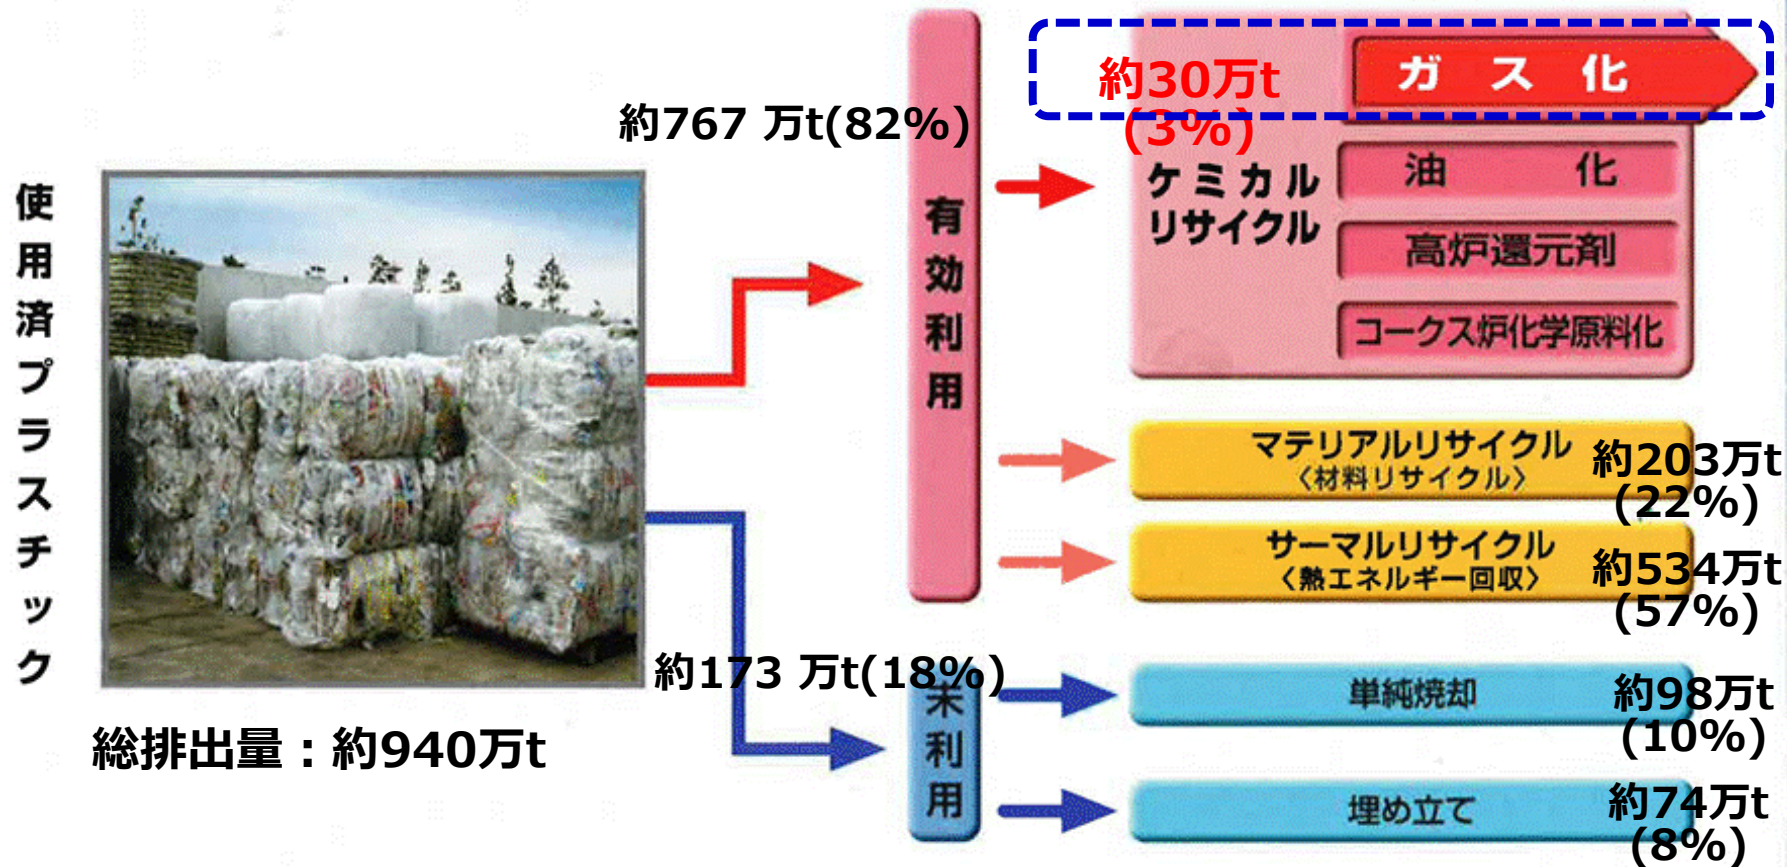 使用済プラスチック
総排出量：約940万t
約767 万t(82%)
有効利用
約30万t
(3%)
ケミカル
リサイクル
ガス化
油化
高炉還元剤
コークス炉化学原料化
マテリアルリサイクル
〈材料リサイクル〉
約203万t
(22%)
サーマルリサイクル
〈熱エネルギー回収〉
約534万t
(57%)
約173 万t(18%)
未利用
単純焼却
約98万t
(10%)
埋め立て
約74万t
(8%)